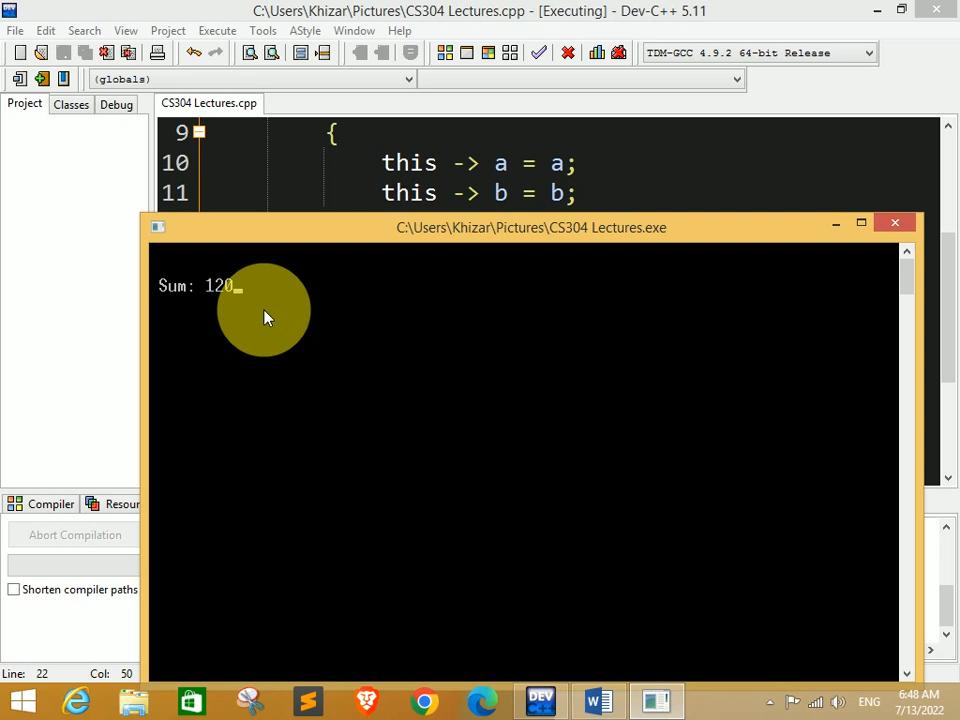 C:\Users\Khizar\Pictures\CS304 Lectures.cpp - [Executing] - Dev-C++ 5.11
File Edit Search View Project Execute Tools AStyle Window Help
TDM-GCC 4.9.2 64-bit Release
(globals)
Project Classes Debug CS304 Lectures.cpp
9 {
10 this -> a = a;
11 this -> b = b;
C:\Users\Khizar\Pictures\CS304 Lectures.exe
Sum: 120_
Compiler Resour
Abort Compilation
Shorten compiler paths
Line: 22 Col: 50
DEV C++ ENG 6:48 AM
7/13/2022